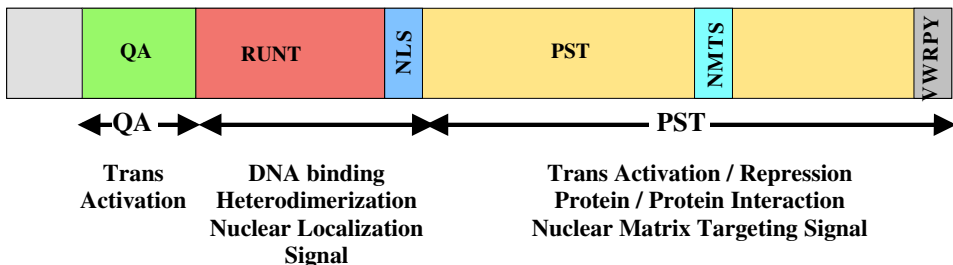 QA
RUNT
NLS
PST
NMTS
VWRPY
QA
PST
Trans
Activation
DNA binding
Heterodimerization
Nuclear Localization
Signal
Trans Activation / Repression
Protein / Protein Interaction
Nuclear Matrix Targeting Signal